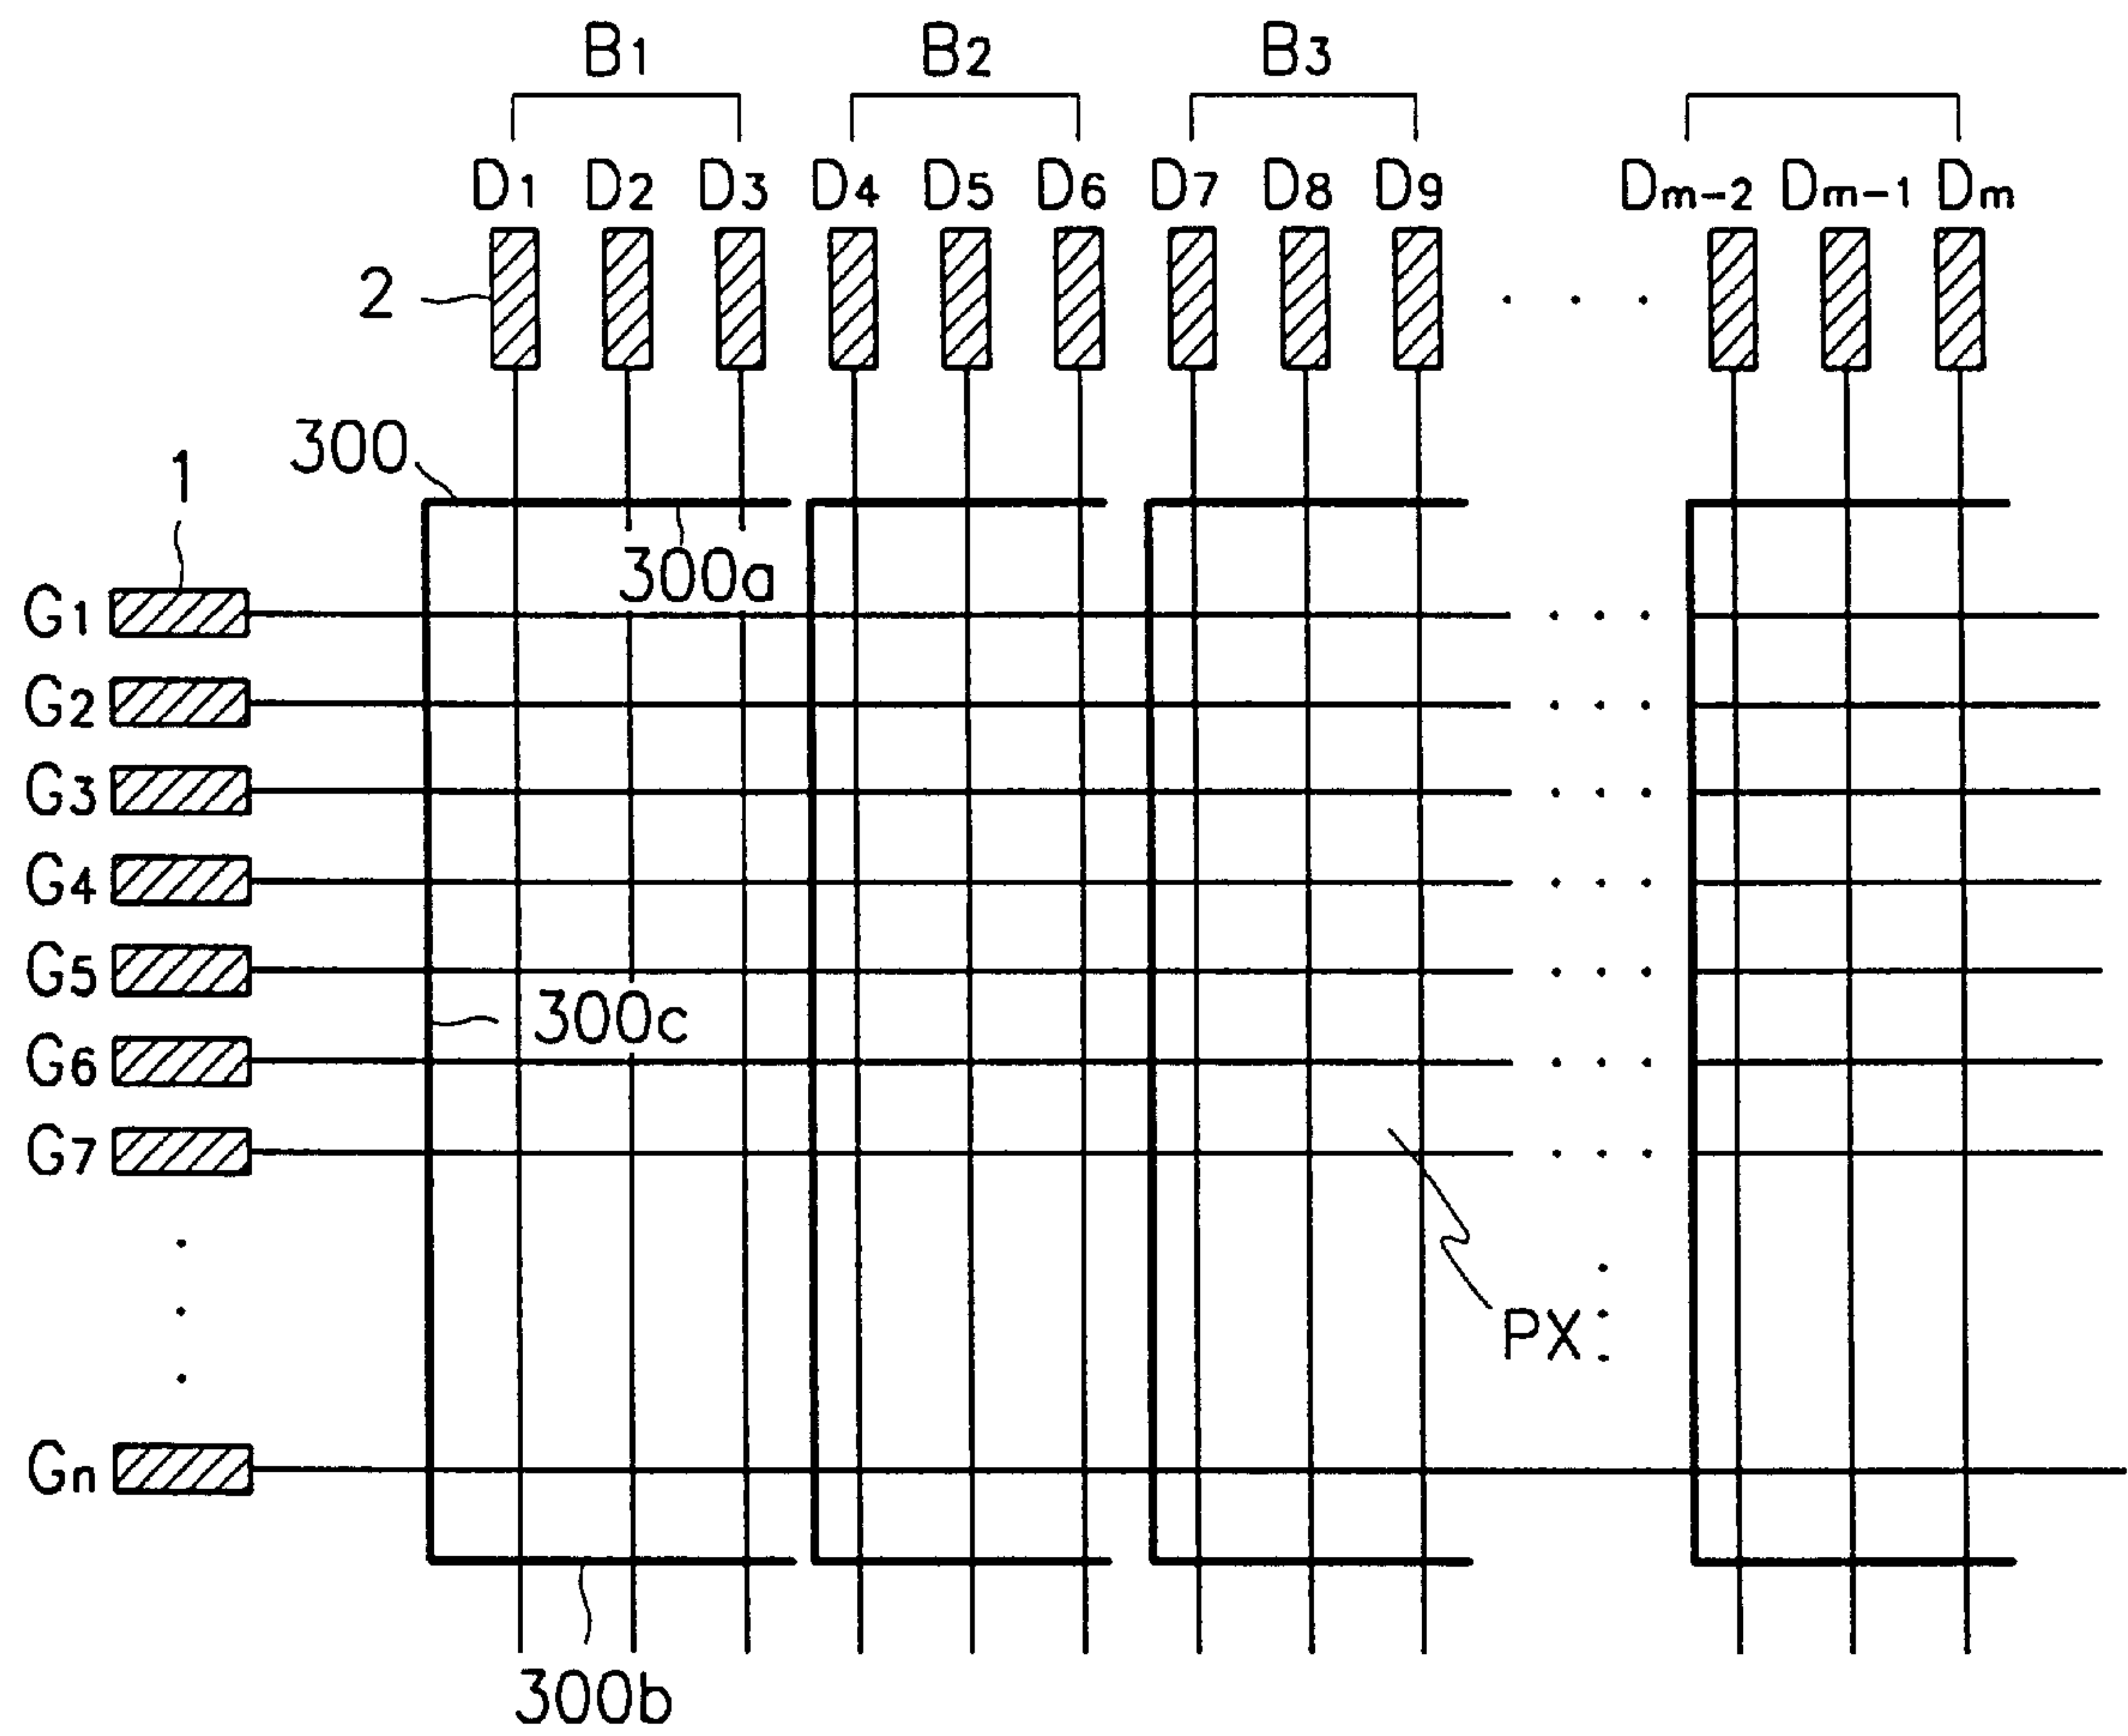 B1 B2 B3
D1 D2 D3 D4 D5 D6 D7 D8 D9 Dm-2 Dm-1 Dm
2
300
1
300a
G1
G2
G3
G4
G5
300c
G6
G7
PX
Gn
300b